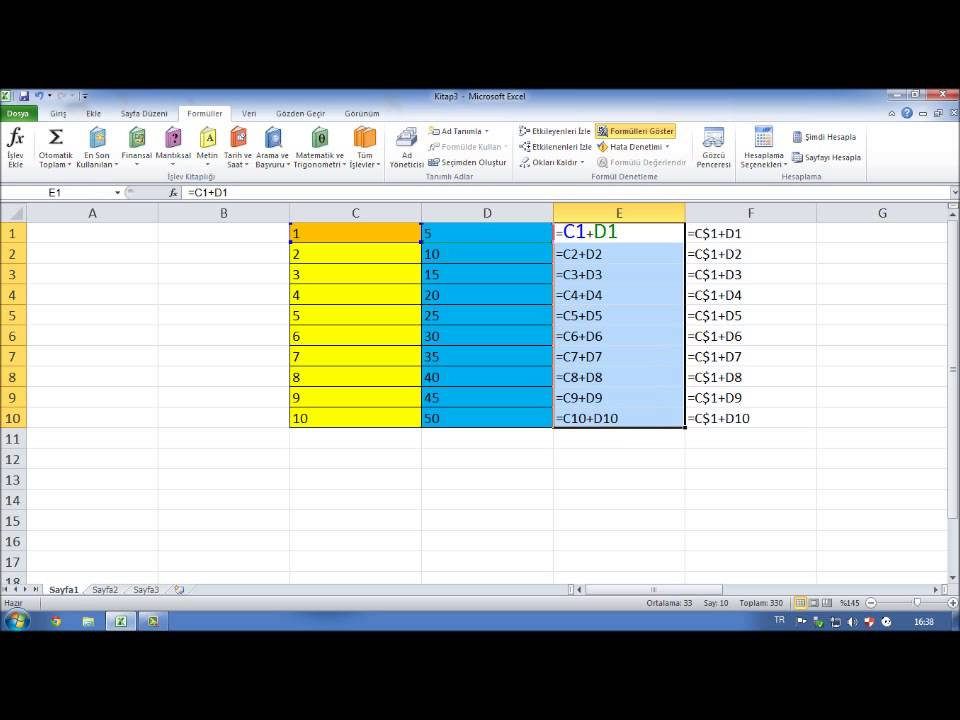 Kitap3 - Microsoft Excel
Dosya Giriş Ekle Sayfa Düzeni Formüller Veri Gözden Geçir Görünüm
fx Σ
İşlev Ekle
Otomatik Toplam
En Son Kullanılan
Finansal
Mantıksal
Metin
Tarih ve Saat
Arama ve Başvuru
Matematik ve Trigonometri
Tüm İşlevler
İşlev Kitaplığı
Ad Yöneticisi
Ad Tanımla
Formülde Kullan
Seçimden Oluştur
Tanımlı Adlar
Etkileyenleri İzle
Etkilenenleri İzle
Okları Kaldır
Formülleri Göster
Hata Denetimi
Formülü Değerlendir
Formül Denetleme
Gözcü Penceresi
Hesaplama Seçenekleri
Şimdi Hesapla
Sayfayı Hesapla
Hesaplama
E1 fx =C1+D1
A B C D E F G
1 1 5 =C1+D1 =C$1+D1
2 2 10 =C2+D2 =C$1+D2
3 3 15 =C3+D3 =C$1+D3
4 4 20 =C4+D4 =C$1+D4
5 5 25 =C5+D5 =C$1+D5
6 6 30 =C6+D6 =C$1+D6
7 7 35 =C7+D7 =C$1+D7
8 8 40 =C8+D8 =C$1+D8
9 9 45 =C9+D9 =C$1+D9
10 10 50 =C10+D10 =C$1+D10
11
12
13
14
15
16
17
18
Sayfa1 Sayfa2 Sayfa3
Hazır Ortalama: 33 Say: 10 Toplam: 330 %145
TR 16:38